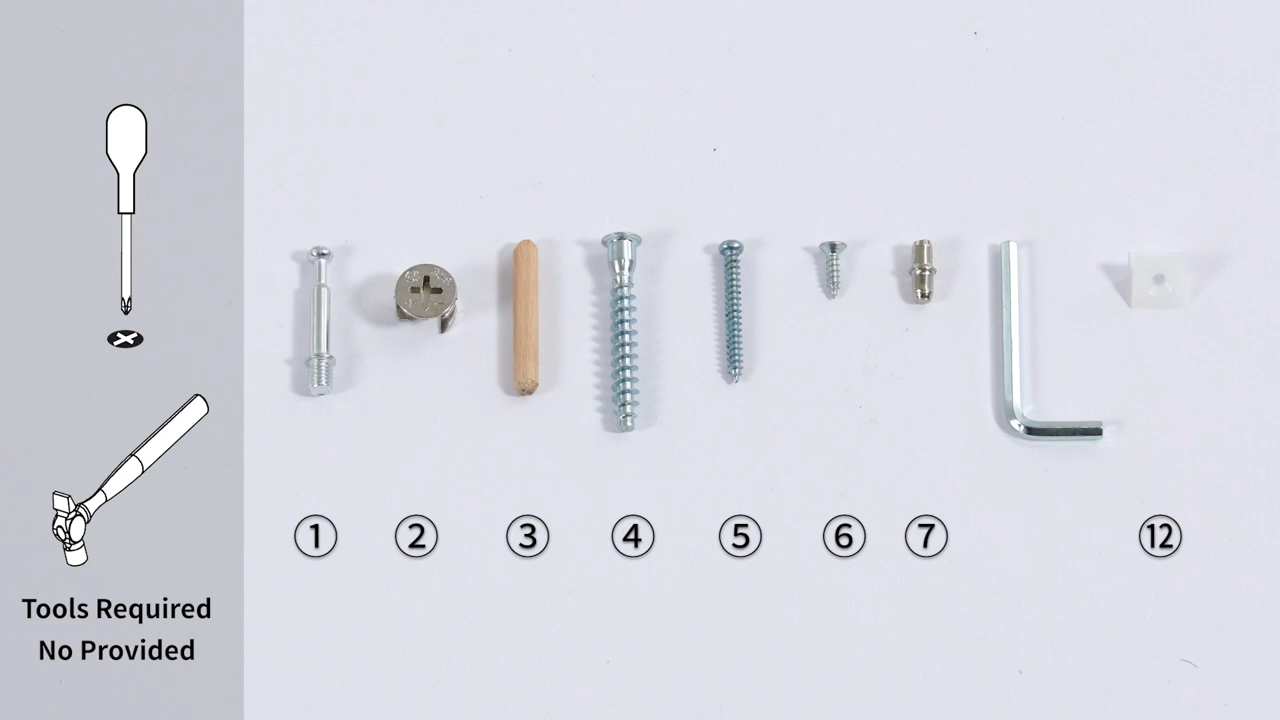 Tools Required
No Provided
① ② ③ ④ ⑤ ⑥ ⑦ ⑫